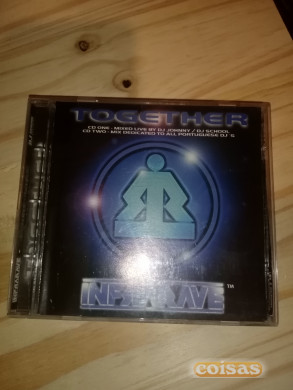 TOGETHER
CD ONE - MIXED LIVE BY DJ JOHNNY / DJ SCHOOL
CD TWO - MIX DEDICATED TO ALL PORTUGUESE DJ´S
INFRARAVE ™
coisas